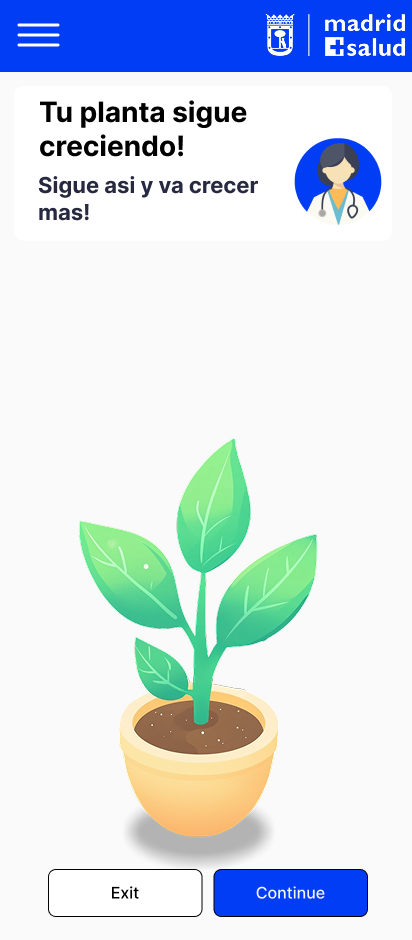 madrid
salud
Tu planta sigue
creciendo!
Sigue asi y va crecer
mas!
Exit
Continue